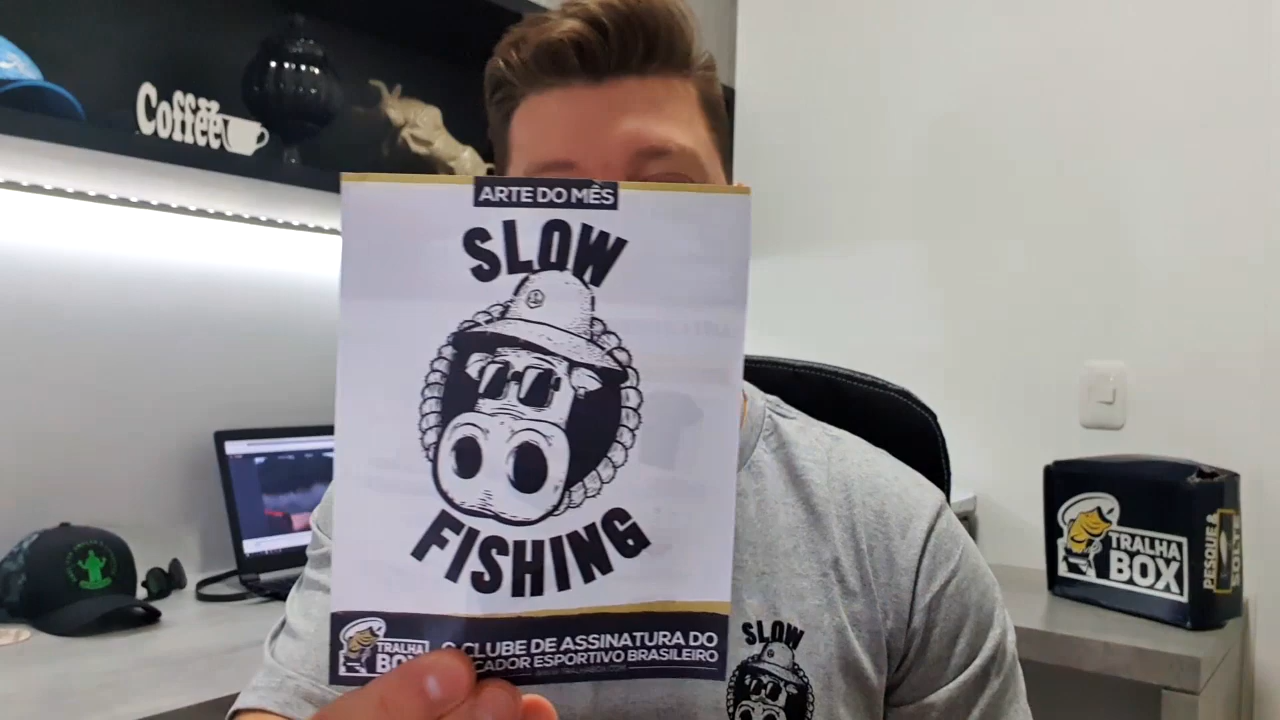 Coffee
ARTE DO MÊS
SLOW
FISHING
TRALHA
BOX
O CLUBE DE ASSINATURA DO
CADOR ESPORTIVO BRASILEIRO
SLOW
TRALHA
BOX
PESQUE &
SOLTE